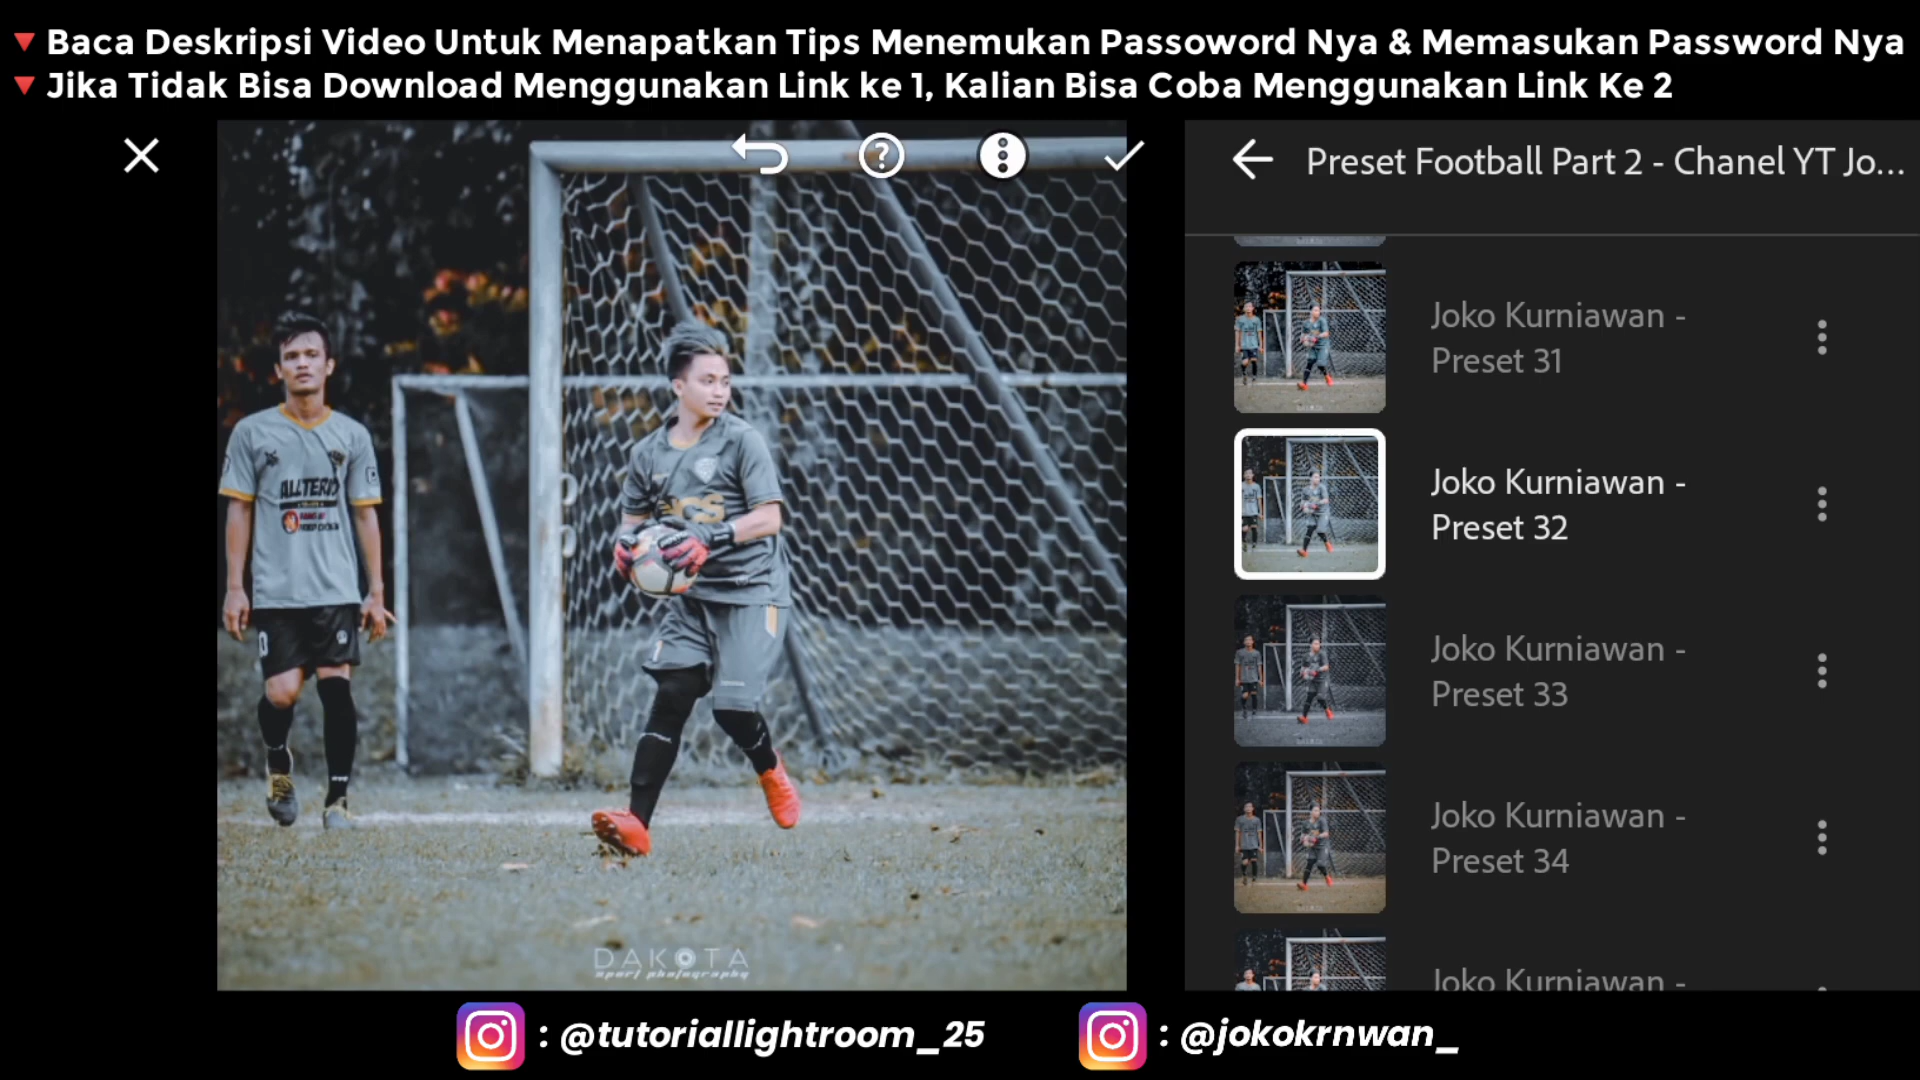 Baca Deskripsi Video Untuk Menapatkan Tips Menemukan Passoword Nya & Memasukan Password Nya
Jika Tidak Bisa Download Menggunakan Link ke 1, Kalian Bisa Coba Menggunakan Link Ke 2
Preset Football Part 2 - Chanel YT Jo...
Joko Kurniawan -
Preset 31
Joko Kurniawan -
Preset 32
Joko Kurniawan -
Preset 33
Joko Kurniawan -
Preset 34
Joko Kurniawan -
DAKOTA
sport photography
: @tutoriallightroom_25
: @jokokrnwan_